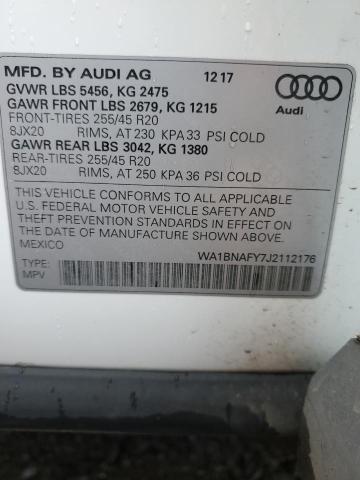 MFD. BY AUDI AG 12 17
GVWR LBS 5456, KG 2475
GAWR FRONT LBS 2679, KG 1215
FRONT-TIRES 255/45 R20
8JX20 RIMS, AT 230 KPA 33 PSI COLD
GAWR REAR LBS 3042, KG 1380
REAR-TIRES 255/45 R20
8JX20 RIMS, AT 250 KPA 36 PSI COLD
Audi
THIS VEHICLE CONFORMS TO ALL APPLICABLE
U.S. FEDERAL MOTOR VEHICLE SAFETY AND
THEFT PREVENTION STANDARDS IN EFFECT ON
THE DATE OF MANUFACTURE SHOWN ABOVE.
MEXICO
WA1BNAFY7J2112176
TYPE:
MPV